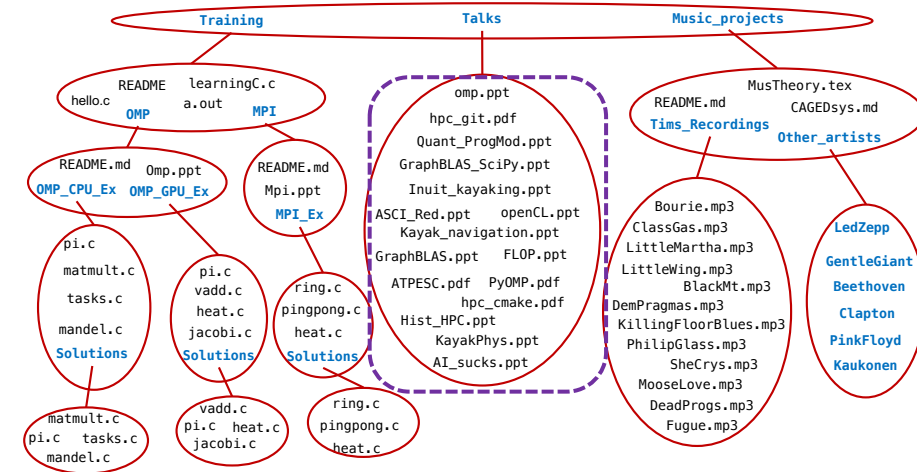 Training Talks Music_projects
README learningC.c
hello.c a.out
OMP MPI
README.md Omp.ppt
OMP_CPU_Ex OMP_GPU_Ex
README.md
Mpi.ppt
MPI_Ex
pi.c
matmult.c
tasks.c
mandel.c
Solutions
pi.c
vadd.c
heat.c
jacobi.c
Solutions
ring.c
pingpong.c
heat.c
Solutions
matmult.c
pi.c tasks.c
mandel.c
vadd.c
pi.c heat.c
jacobi.c
ring.c
pingpong.c
heat.c
omp.ppt
hpc_git.pdf
Quant_ProgMod.ppt
GraphBLAS_SciPy.ppt
Inuit_kayaking.ppt
ASCI_Red.ppt openCL.ppt
Kayak_navigation.ppt
GraphBLAS.ppt FLOP.ppt
ATPESC.pdf PyOMP.pdf
hpc_cmake.pdf
Hist_HPC.ppt
KayakPhys.ppt
AI_sucks.ppt
MusTheory.tex
README.md CAGEDsys.md
Tims_Recordings
Other_artists
Bourie.mp3
ClassGas.mp3
LittleMartha.mp3
LittleWing.mp3
BlackMt.mp3
DemPragmas.mp3
KillingFloorBlues.mp3
PhilipGlass.mp3
SheCrys.mp3
MooseLove.mp3
DeadProgs.mp3
Fugue.mp3
LedZepp
GentleGiant
Beethoven
Clapton
PinkFloyd
Kaukonen